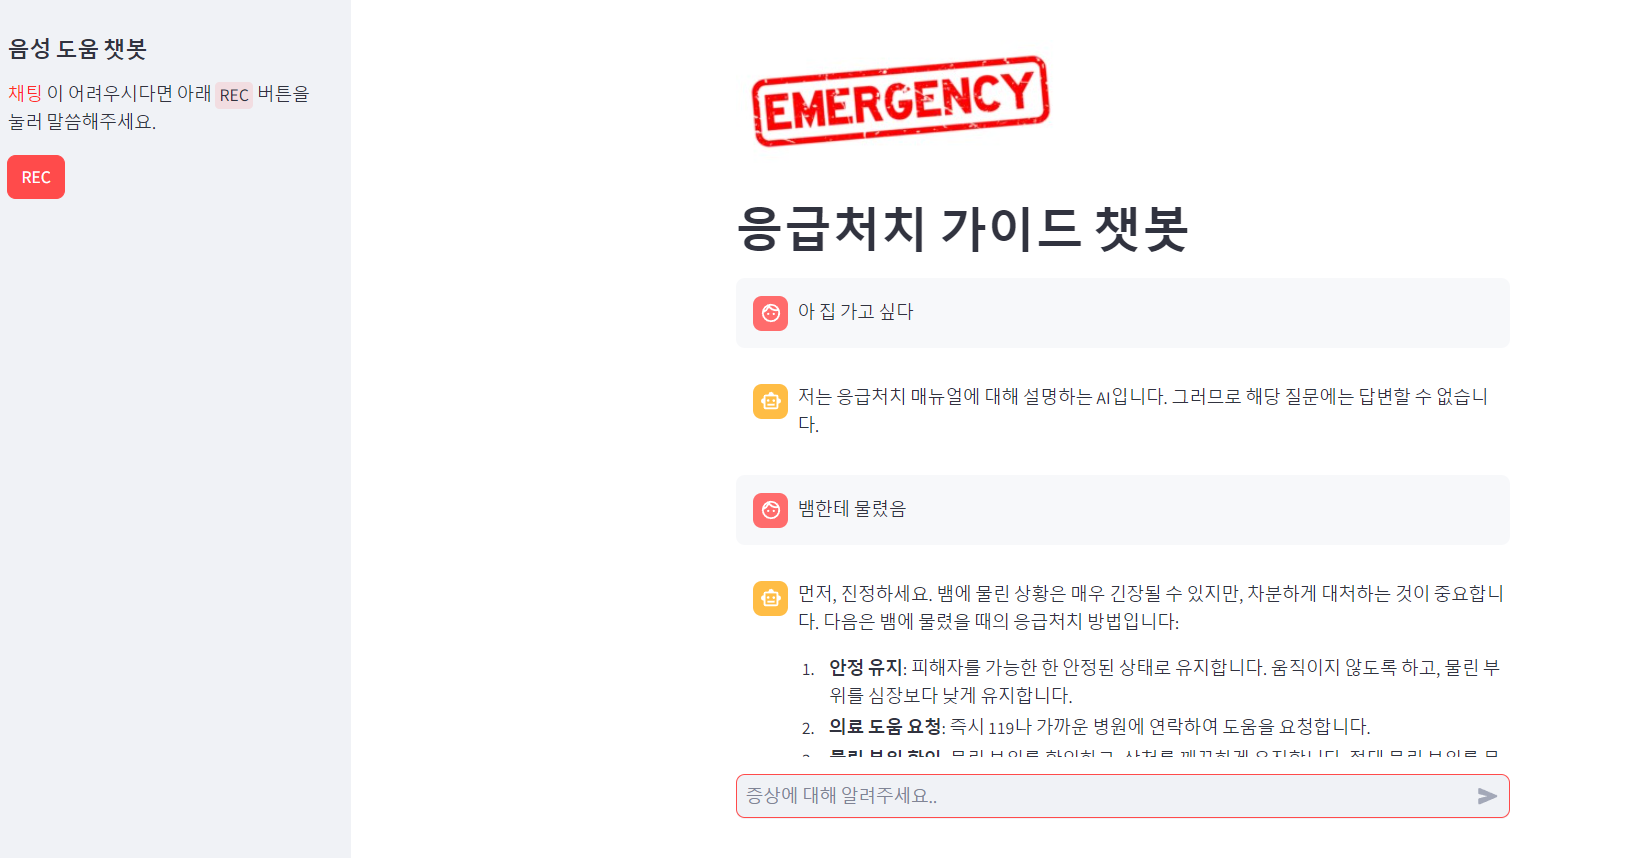 음성 도움 챗봇
채팅 이 어려우시다면 아래 REC 버튼을
눌러 말씀해주세요.
REC
EMERGENCY
응급처치 가이드 챗봇
아 집 가고 싶다
저는 응급처치 매뉴얼에 대해 설명하는 AI입니다. 그러므로 해당 질문에는 답변할 수 없습니
다.
뱀한테 물렸음
먼저, 진정하세요. 뱀에 물린 상황은 매우 긴장될 수 있지만, 차분하게 대처하는 것이 중요합니
다. 다음은 뱀에 물렸을 때의 응급처치 방법입니다:
1. 안정 유지: 피해자를 가능한 한 안정된 상태로 유지합니다. 움직이지 않도록 하고, 물린 부
위를 심장보다 낮게 유지합니다.
2. 의료 도움 요청: 즉시 119나 가까운 병원에 연락하여 도움을 요청합니다.
증상에 대해 알려주세요..